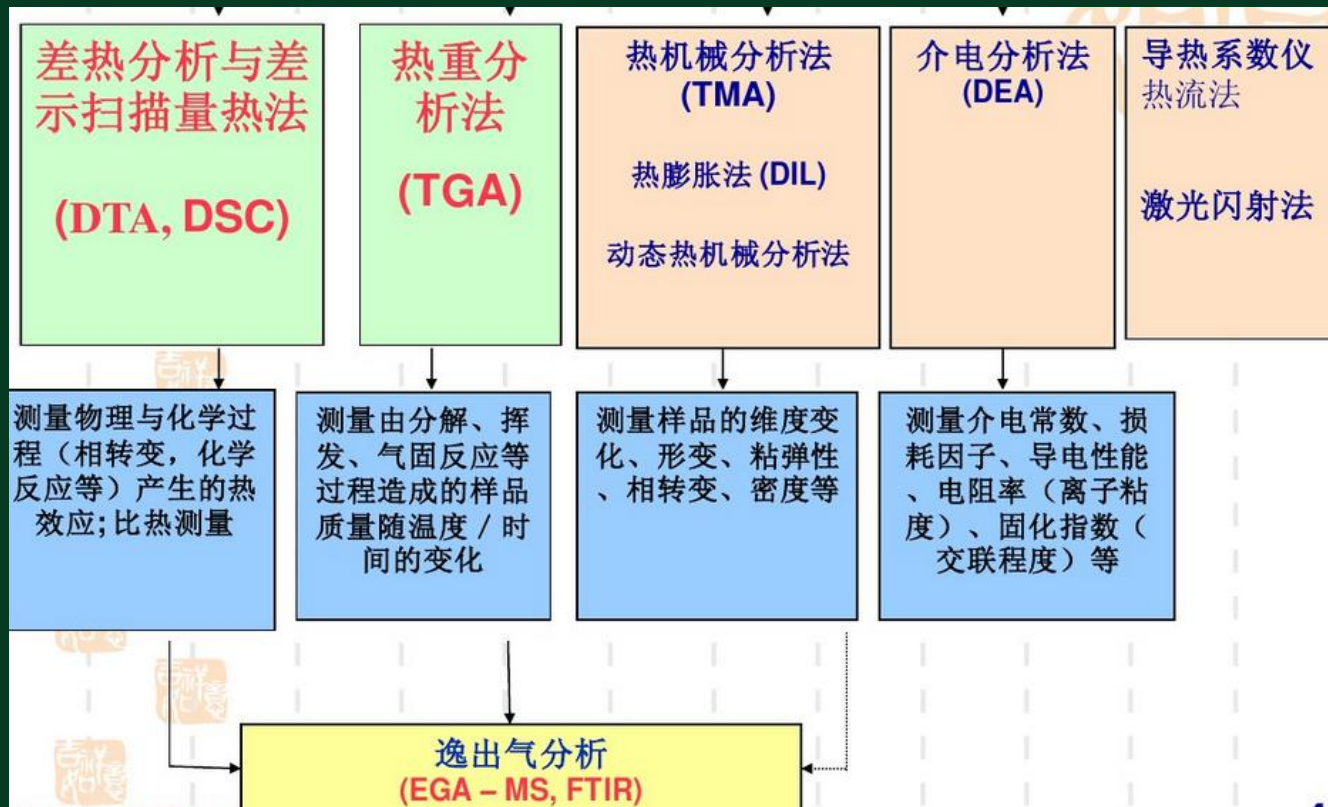 差热分析与差
示扫描量热法
(DTA, DSC)
热重分
析法
(TGA)
热机械分析法
(TMA)
热膨胀法 (DIL)
动态热机械分析法
介电分析法
(DEA)
导热系数仪
热流法
激光闪射法
测量物理与化学过
程（相转变，化学
反应等）产生的热
效应; 比热测量
测量由分解、挥
发、气固反应等
过程造成的样品
质量随温度 / 时
间的变化
测量样品的维度变
化、形变、粘弹性
、相转变、密度等
测量介电常数、损
耗因子、导电性能
、电阻率（离子粘
度）、固化指数（
交联程度）等
逸出气分析
(EGA – MS, FTIR)